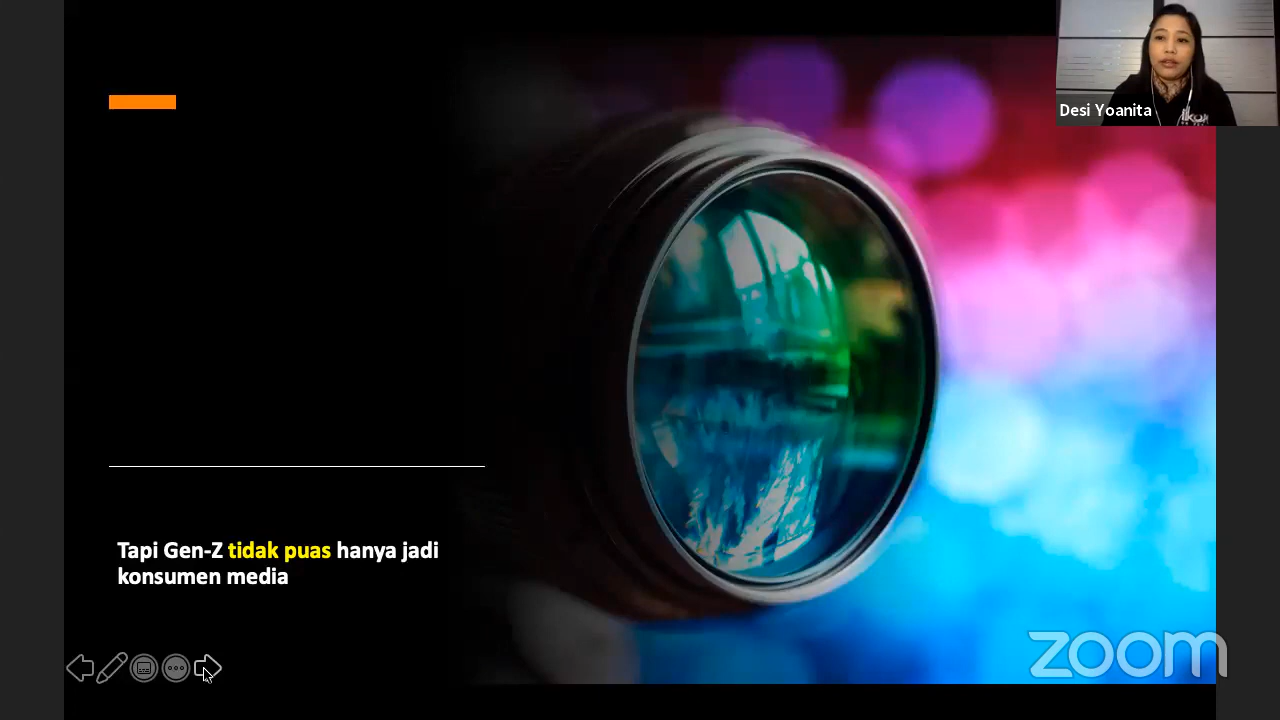 Desi Yoanita
Tapi Gen-Z tidak puas hanya jadi
konsumen media
zoom